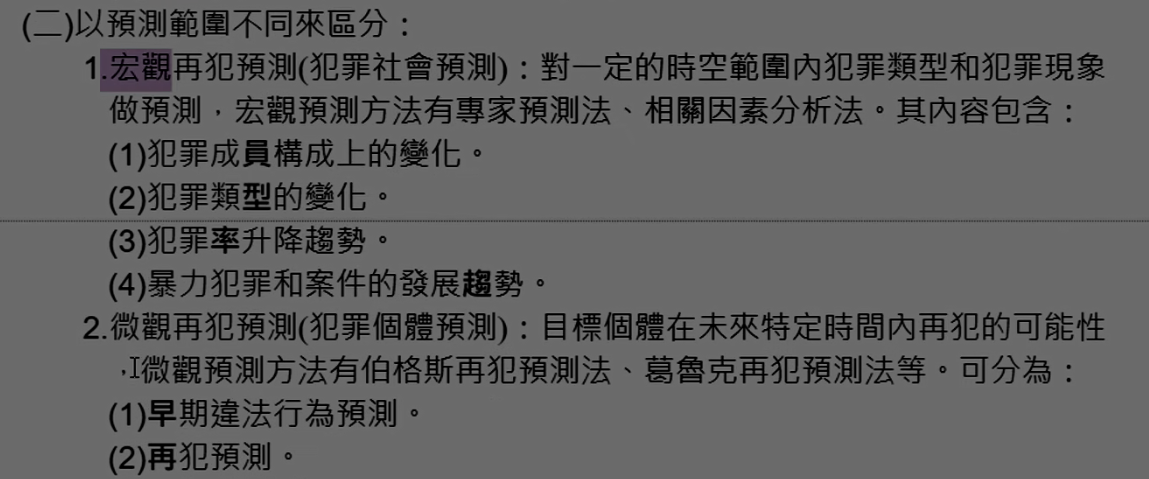 (二)以預測範圍不同來區分：
1.宏觀再犯預測(犯罪社會預測)：對一定的時空範圍內犯罪類型和犯罪現象
做預測，宏觀預測方法有專家預測法、相關因素分析法。其內容包含：
(1)犯罪成員構成上的變化。
(2)犯罪類型的變化。
(3)犯罪率升降趨勢。
(4)暴力犯罪和案件的發展趨勢。
2.微觀再犯預測(犯罪個體預測)：目標個體在未來特定時間內再犯的可能性
，微觀預測方法有伯格斯再犯預測法、葛魯克再犯預測法等。可分為：
(1)早期違法行為預測。
(2)再犯預測。